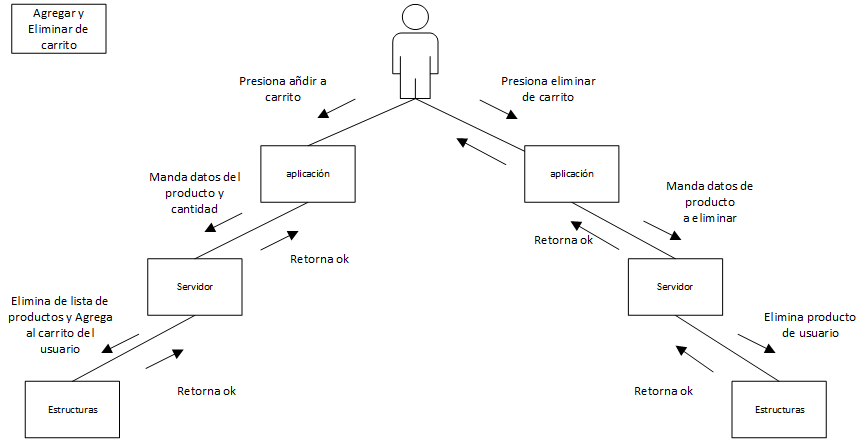 Agregar y
Eliminar de
carrito
Presiona añdir a
carrito
Presiona eliminar
de carrito
aplicación
aplicación
Manda datos del
producto y
cantidad
Manda datos de
producto
a eliminar
Retorna ok
Retorna ok
Servidor
Servidor
Elimina de lista de
productos y Agrega
al carrito del
usuario
Elimina producto
de usuario
Retorna ok
Retorna ok
Estructuras
Estructuras